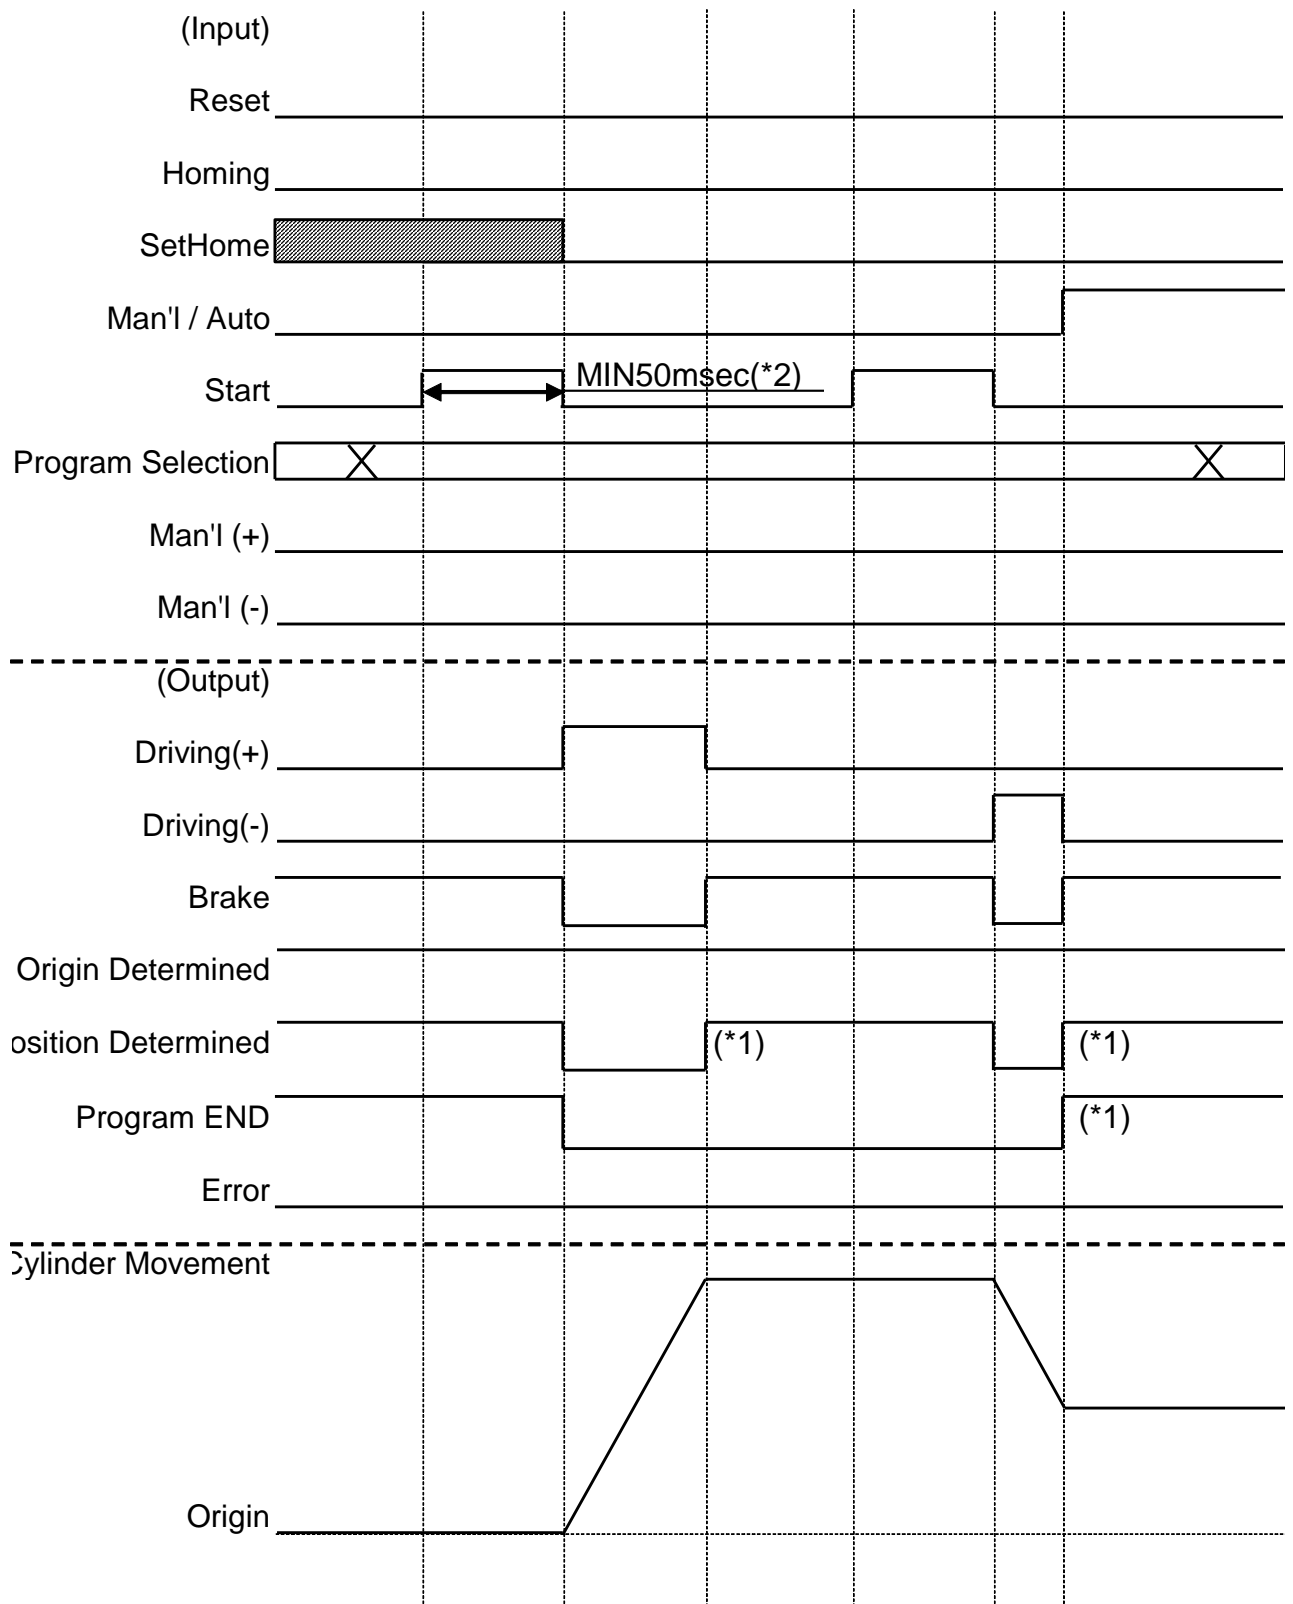 (Input)
Reset
Homing
SetHome
Man'l / Auto
Start
MIN50msec(*2)
Program Selection
Man'l (+)
Man'l (-)
(Output)
Driving(+)
Driving(-)
Brake
Origin Determined
osition Determined
(*1)
(*1)
Program END
(*1)
Error
Cylinder Movement
Origin